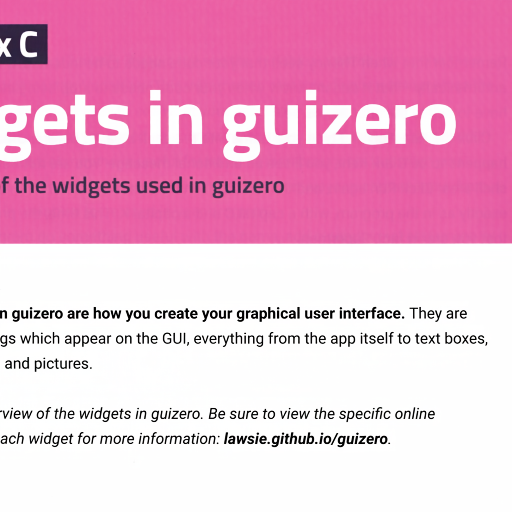 x C
gets in guizero
f the widgets used in guizero
n guizero are how you create your graphical user interface. They are
gs which appear on the GUI, everything from the app itself to text boxes,
and pictures.
rview of the widgets in guizero. Be sure to view the specific online
ach widget for more information: lawsie.github.io/guizero.